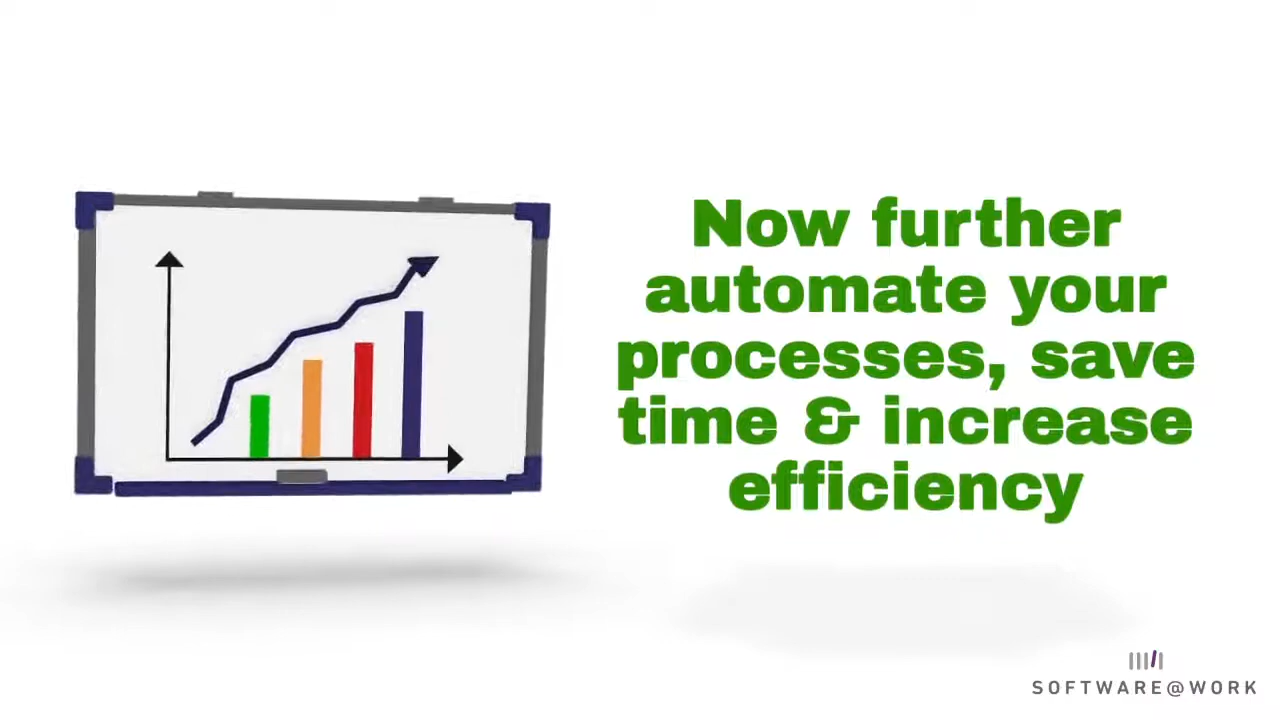 Now further
automate your
processes, save
time & increase
efficiency
SOFTWARE@WORK